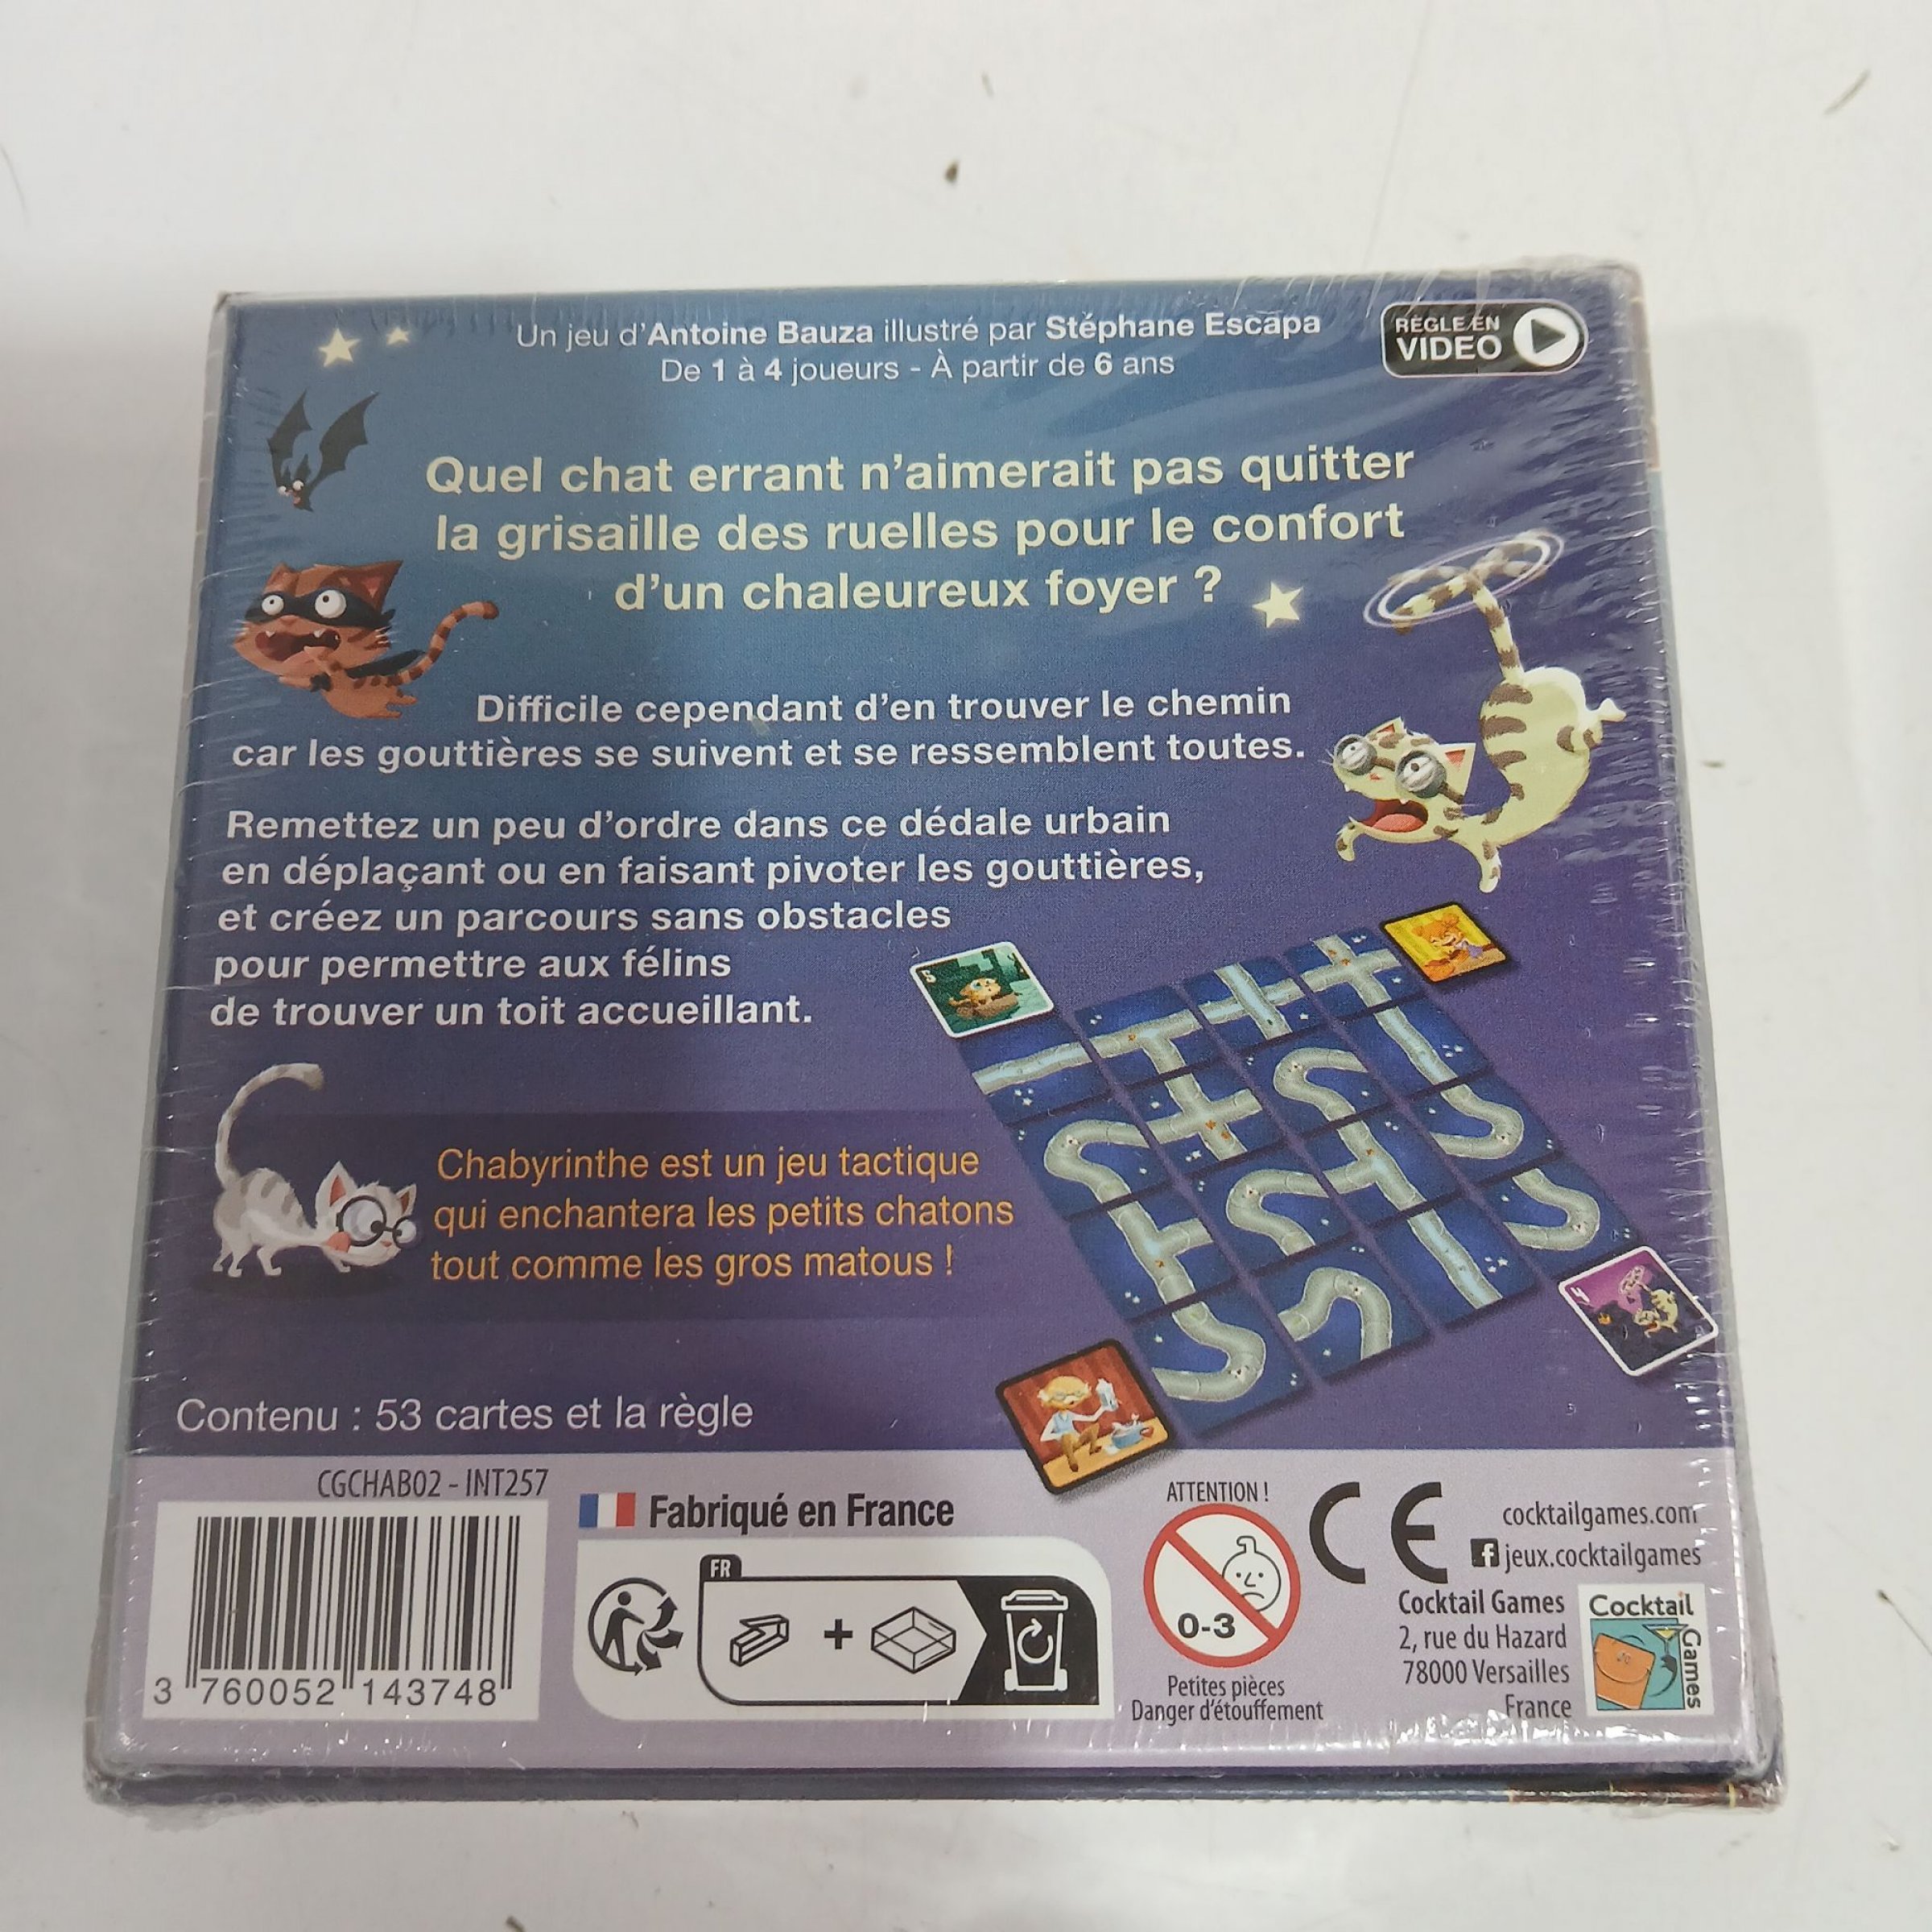 Un jeu d'Antoine Bauza illustré par Stéphane Escapa
De 1 à 4 joueurs - À partir de 6 ans
RÈGLE EN
VIDEO
Quel chat errant n'aimerait pas quitter
la grisaille des ruelles pour le confort
d'un chaleureux foyer ?
Difficile cependant d'en trouver le chemin
car les gouttières se suivent et se ressemblent toutes.
Remettez un peu d'ordre dans ce dédale urbain
en déplaçant ou en faisant pivoter les gouttières,
et créez un parcours sans obstacles
pour permettre aux félins
de trouver un toit accueillant.
5
4
Chabyrinthe est un jeu tactique
qui enchantera les petits chatons
tout comme les gros matous !
Contenu : 53 cartes et la règle
CGCHAB02 - INT257
3 760052 143748
Fabriqué en France
FR
+
ATTENTION !
0-3
Petites pièces
Danger d'étouffement
CE
cocktailgames.com
f jeux.cocktailgames
Cocktail Games
2, rue du Hazard
78000 Versailles
France
Cocktail
Games